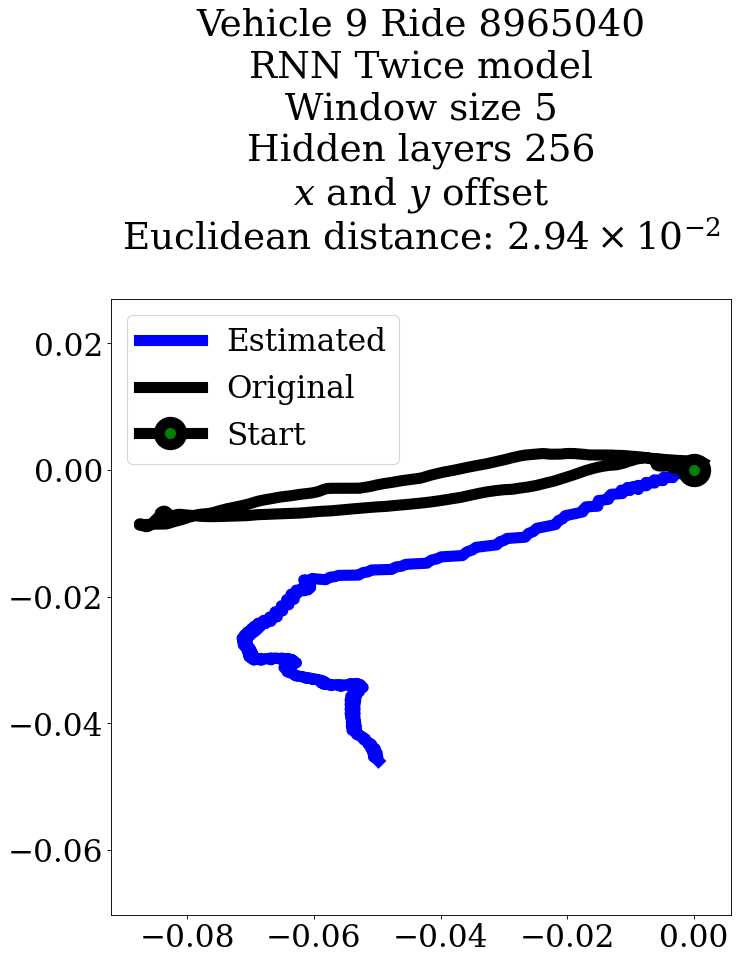 Vehicle 9 Ride 8965040
RNN Twice model
Window size 5
Hidden layers 256
x and y offset
Euclidean distance: 2.94 × 10⁻²
Estimated
Original
Start
0.02
0.00
−0.02
−0.04
−0.06
−0.08 −0.06 −0.04 −0.02 0.00